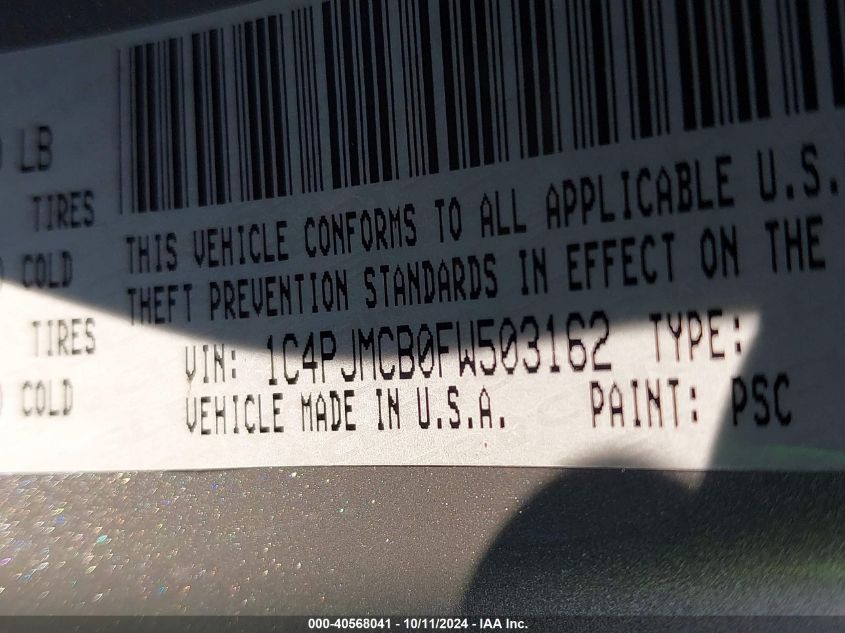 LB
TIRES
COLD
TIRES
COLD
THIS VEHICLE CONFORMS TO ALL APPLICABLE U.S.
THEFT PREVENTION STANDARDS IN EFFECT ON THE
VIN: 1C4PJMCB0FW503162 TYPE:
VEHICLE MADE IN U.S.A. PAINT: PSC
000-40568041 - 10/11/2024 - IAA Inc.